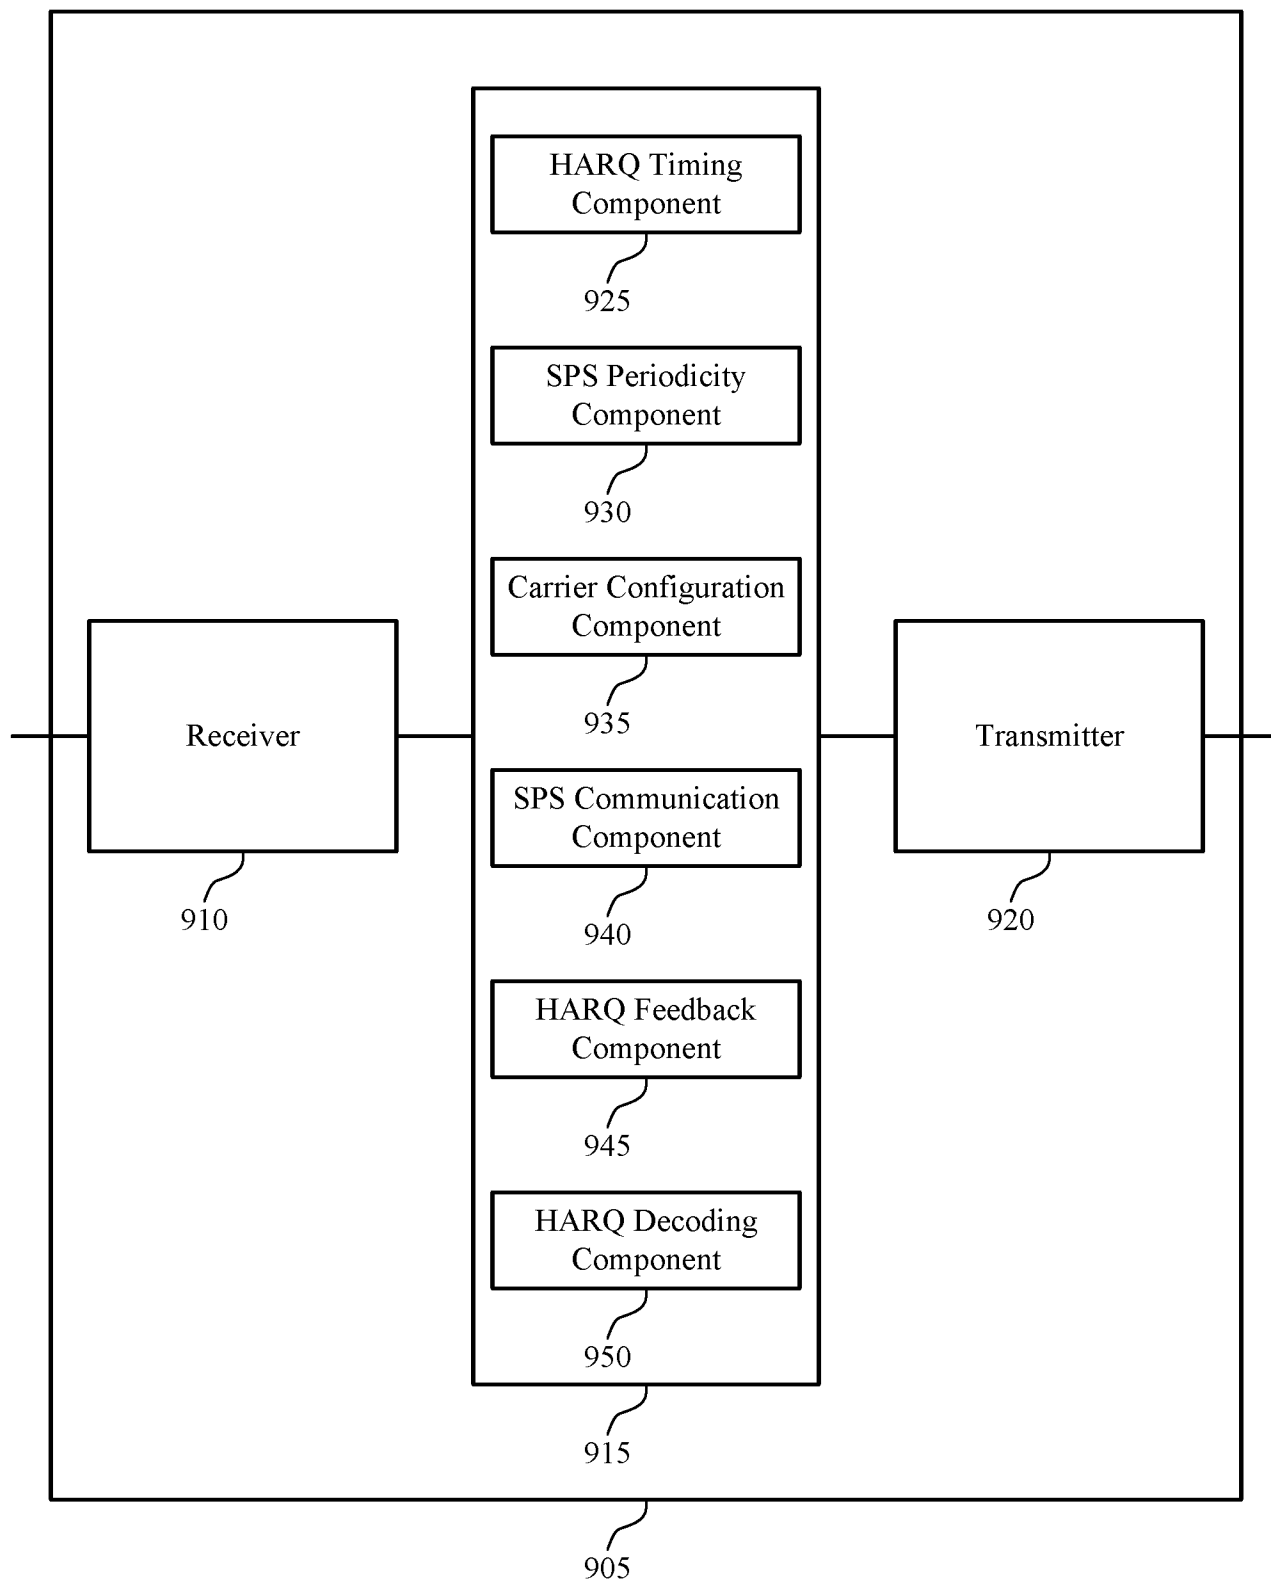 HARQ Timing
Component
925
SPS Periodicity
Component
930
Carrier Configuration
Component
935
Receiver
910
Transmitter
920
SPS Communication
Component
940
HARQ Feedback
Component
945
HARQ Decoding
Component
950
915
905